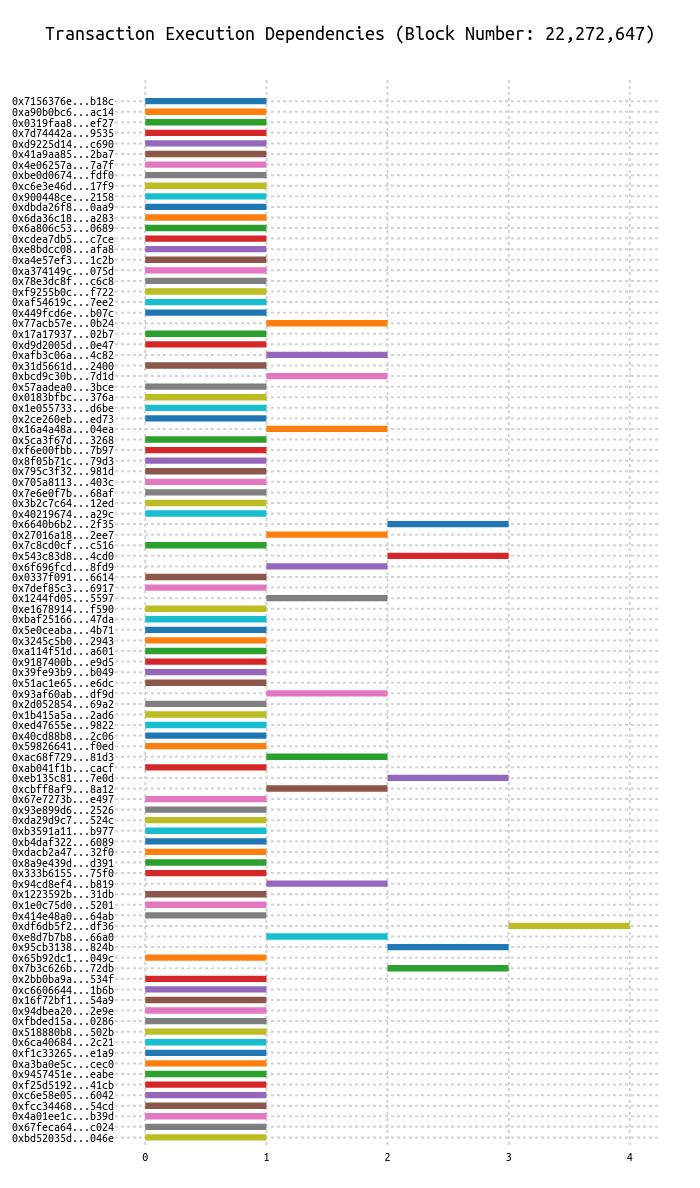 Transaction Execution Dependencies (Block Number: 22,272,647)
0x7156376e...b18c
0xa90b0bc6...ac14
0x0319faa8...ef27
0x7d74442a...9535
0xd9225d14...c690
0x41a9aa85...2ba7
0x4e06257a...7a7f
0xbe0d0674...fdf0
0xc6e3e46d...17f9
0x900448ce...2158
0xdbda26f8...0aa9
0x6da36c18...a283
0x6a806c53...0689
0xcdea7db5...c7ce
0xe8bdcc08...afa8
0xa4e57ef3...1c2b
0xa374149c...075d
0x78e3dc8f...c6c8
0xf9255b0c...f722
0xaf54619c...7ee2
0x449fcd6e...b07c
0x77acb57e...0b24
0x17a17937...02b7
0xd9d2005d...0e47
0xafb3c06a...4c82
0x31d5661d...2400
0xbcd9c30b...7d1d
0x57aadea0...3bce
0x0183bfbc...376a
0x1e055733...d6be
0x2ce260eb...ed73
0x16a4a48a...04ea
0x5ca3f67d...3268
0xf6e00fbb...7b97
0x8f05b71c...79d3
0x795c3f32...981d
0x705a8113...403c
0x7e6e0f7b...68af
0x3b2c7c64...12ed
0x40219674...a29c
0x6640b6b2...2f35
0x27016a18...2ee7
0x7c8cd0cf...c516
0x543c83d8...4cd0
0x6f696fcd...8fd9
0x0337f091...6614
0x7def85c3...6917
0x1244fd05...5597
0xe1678914...f590
0xbaf25166...47da
0x5e0ceaba...4b71
0x3245c5b0...2943
0xa114f51d...a601
0x9187400b...e9d5
0x39fe93b9...b049
0x51ac1e65...e6dc
0x93af60ab...df9d
0x2d052854...69a2
0x1b415a5a...2ad6
0xed47655e...9822
0x40cd88b8...2c06
0x59826641...f0ed
0xac68f729...81d3
0xab041f1b...cacf
0xeb135c81...7e0d
0xcbff8af9...8a12
0x67e7273b...e497
0x93e899d6...2526
0xda29d9c7...524c
0xb3591a11...b977
0xb4daf322...6089
0xdacb2a47...32f0
0x8a9e439d...d391
0x333b6155...75f0
0x94cd8ef4...b819
0x1223592b...31db
0x1e0c75d0...5201
0x414e48a0...64ab
0xdf6db5f2...df36
0xe8d7b7b8...66a0
0x95cb3138...824b
0x65b92dc1...049c
0x7b3c626b...72db
0x2bb0ba9a...534f
0xc6606644...1b6b
0x16f72bf1...54a9
0x94dbea20...2e9e
0xfbded15a...0286
0x518880b8...502b
0x6ca40684...2c21
0xf1c33265...e1a9
0xa3ba0e5c...cec0
0x9457451e...eabe
0xf25d5192...41cb
0xc6e58e05...6042
0xfcc34468...54cd
0x4a01ee1c...b39d
0x67feca64...c024
0xbd52035d...046e
0 1 2 3 4